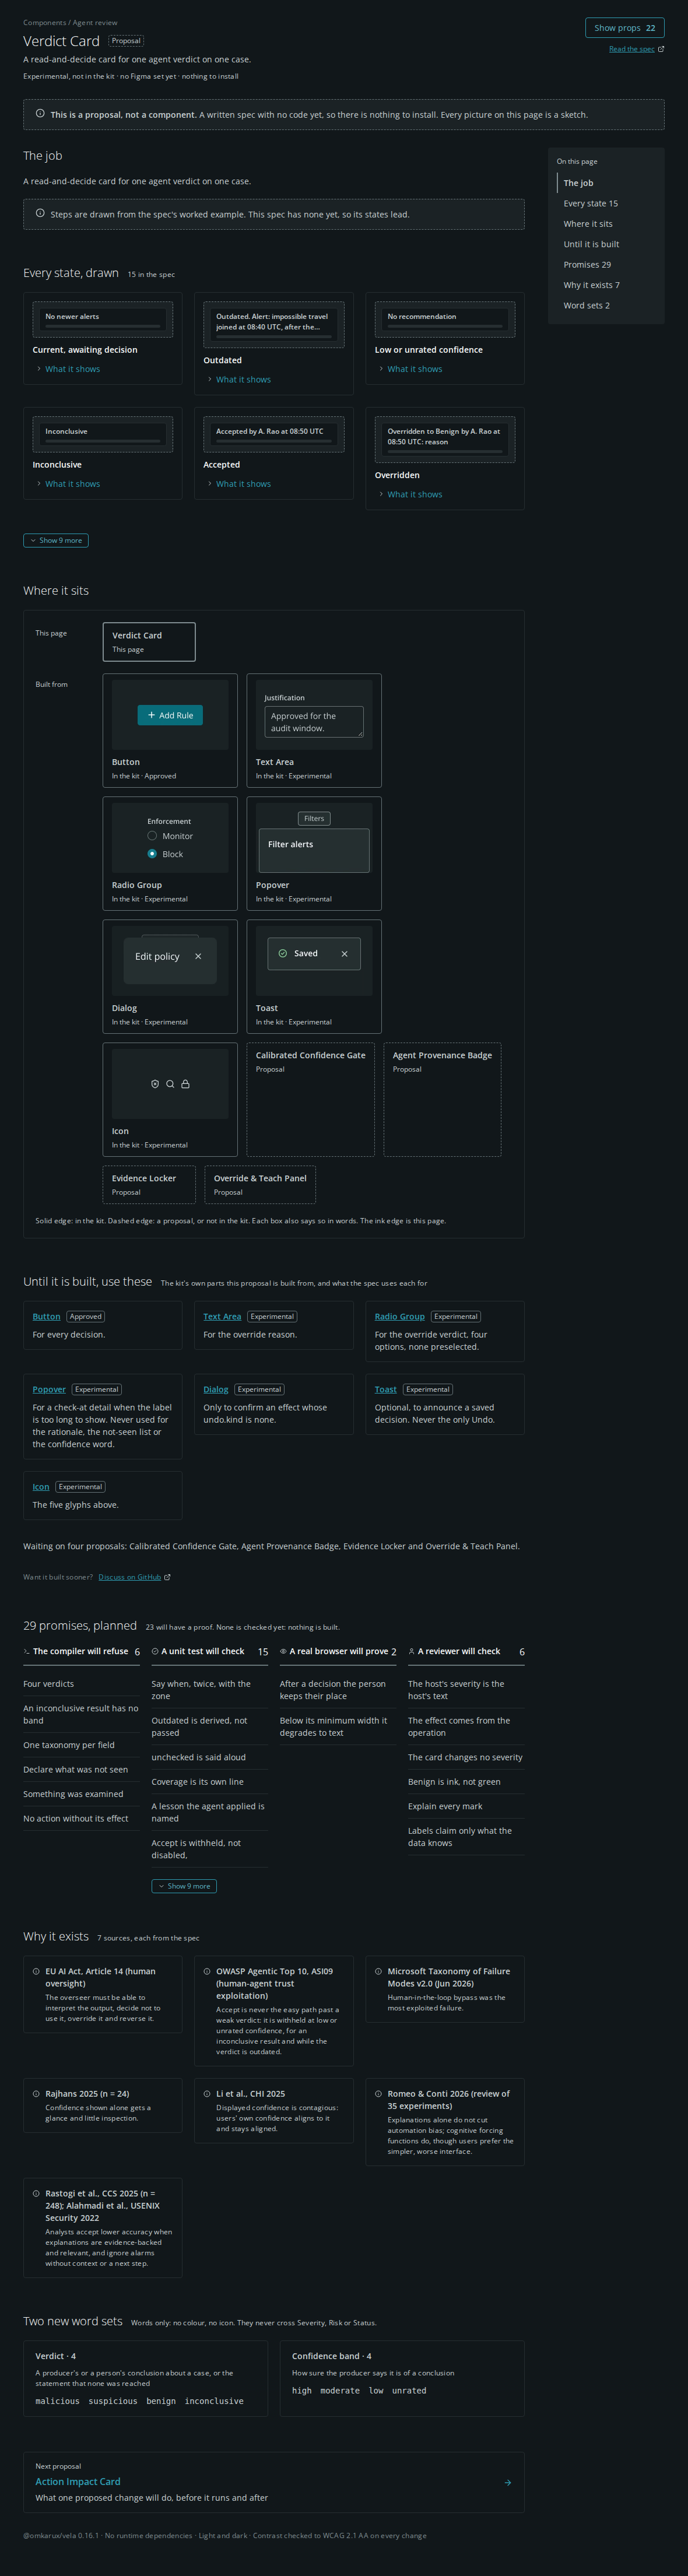 Components / Agent review
Verdict Card
Proposal
A read-and-decide card for one agent verdict on one case.
Experimental, not in the kit · no Figma set yet · nothing to install
Show props 22
Read the spec
This is a proposal, not a component. A written spec with no code yet, so there is nothing to install. Every picture on this page is a sketch.
The job
A read-and-decide card for one agent verdict on one case.
Steps are drawn from the spec's worked example. This spec has none yet, so its states lead.
On this page
The job
Every state 15
Where it sits
Until it is built
Promises 29
Why it exists 7
Word sets 2
Every state, drawn
15 in the spec
No newer alerts
Current, awaiting decision
What it shows
Outdated. Alert: impossible travel
joined at 08:40 UTC, after the...
Outdated
What it shows
No recommendation
Low or unrated confidence
What it shows
Inconclusive
Inconclusive
What it shows
Accepted by A. Rao at 08:50 UTC
Accepted
What it shows
Overridden to Benign by A. Rao at
08:50 UTC: reason
Overridden
What it shows
Show 9 more
Where it sits
This page
Verdict Card
This page
Built from
Add Rule
Button
In the kit · Approved
Justification
Approved for the
audit window.
Text Area
In the kit · Experimental
Enforcement
Monitor
Block
Radio Group
In the kit · Experimental
Filters
Filter alerts
Popover
In the kit · Experimental
Edit policy
Dialog
In the kit · Experimental
Saved
Toast
In the kit · Experimental
Icon
In the kit · Experimental
Calibrated Confidence Gate
Proposal
Agent Provenance Badge
Proposal
Evidence Locker
Proposal
Override & Teach Panel
Proposal
Solid edge: in the kit. Dashed edge: a proposal, or not in the kit. Each box also says so in words. The ink edge is this page.
Until it is built, use these
The kit's own parts this proposal is built from, and what the spec uses each for
Button
Approved
For every decision.
Text Area
Experimental
For the override reason.
Radio Group
Experimental
For the override verdict, four
options, none preselected.
Popover
Experimental
For a check-at detail when the label
is too long to show. Never used for
the rationale, the not-seen list or
the confidence word.
Dialog
Experimental
Only to confirm an effect whose
undo.kind is none.
Toast
Experimental
Optional, to announce a saved
decision. Never the only Undo.
Icon
Experimental
The five glyphs above.
Waiting on four proposals: Calibrated Confidence Gate, Agent Provenance Badge, Evidence Locker and Override & Teach Panel.
Want it built sooner? Discuss on GitHub
29 promises, planned
23 will have a proof. None is checked yet: nothing is built.
The compiler will refuse 6
Four verdicts
An inconclusive result has no
band
One taxonomy per field
Declare what was not seen
Something was examined
No action without its effect
A unit test will check 15
Say when, twice, with the
zone
Outdated is derived, not
passed
unchecked is said aloud
Coverage is its own line
A lesson the agent applied is
named
Accept is withheld, not
disabled,
Show 9 more
A real browser will prove 2
After a decision the person
keeps their place
Below its minimum width it
degrades to text
A reviewer will check 6
The host's severity is the
host's text
The effect comes from the
operation
The card changes no severity
Benign is ink, not green
Explain every mark
Labels claim only what the
data knows
Why it exists
7 sources, each from the spec
EU AI Act, Article 14 (human
oversight)
The overseer must be able to
interpret the output, decide not to
use it, override it and reverse it.
OWASP Agentic Top 10, ASI09
(human-agent trust
exploitation)
Accept is never the easy path past a
weak verdict: it is withheld at low or
unrated confidence, for an
inconclusive result and while the
verdict is outdated.
Microsoft Taxonomy of Failure
Modes v2.0 (Jun 2026)
Human-in-the-loop bypass was the
most exploited failure.
Rajhans 2025 (n = 24)
Confidence shown alone gets a
glance and little inspection.
Li et al., CHI 2025
Displayed confidence is contagious:
users' own confidence aligns to it
and stays aligned.
Romeo & Conti 2026 (review of
35 experiments)
Explanations alone do not cut
automation bias; cognitive forcing
functions do, though users prefer the
simpler, worse interface.
Rastogi et al., CCS 2025 (n =
248); Alahmadi et al., USENIX
Security 2022
Analysts accept lower accuracy when
explanations are evidence-backed
and relevant, and ignore alarms
without context or a next step.
Two new word sets
Words only: no colour, no icon. They never cross Severity, Risk or Status.
Verdict · 4
A producer's or a person's conclusion about a case, or the
statement that none was reached
malicious suspicious benign inconclusive
Confidence band · 4
How sure the producer says it is of a conclusion
high moderate low unrated
Next proposal
Action Impact Card
What one proposed change will do, before it runs and after
@omkarux/vela 0.16.1 · No runtime dependencies · Light and dark · Contrast checked to WCAG 2.1 AA on every change